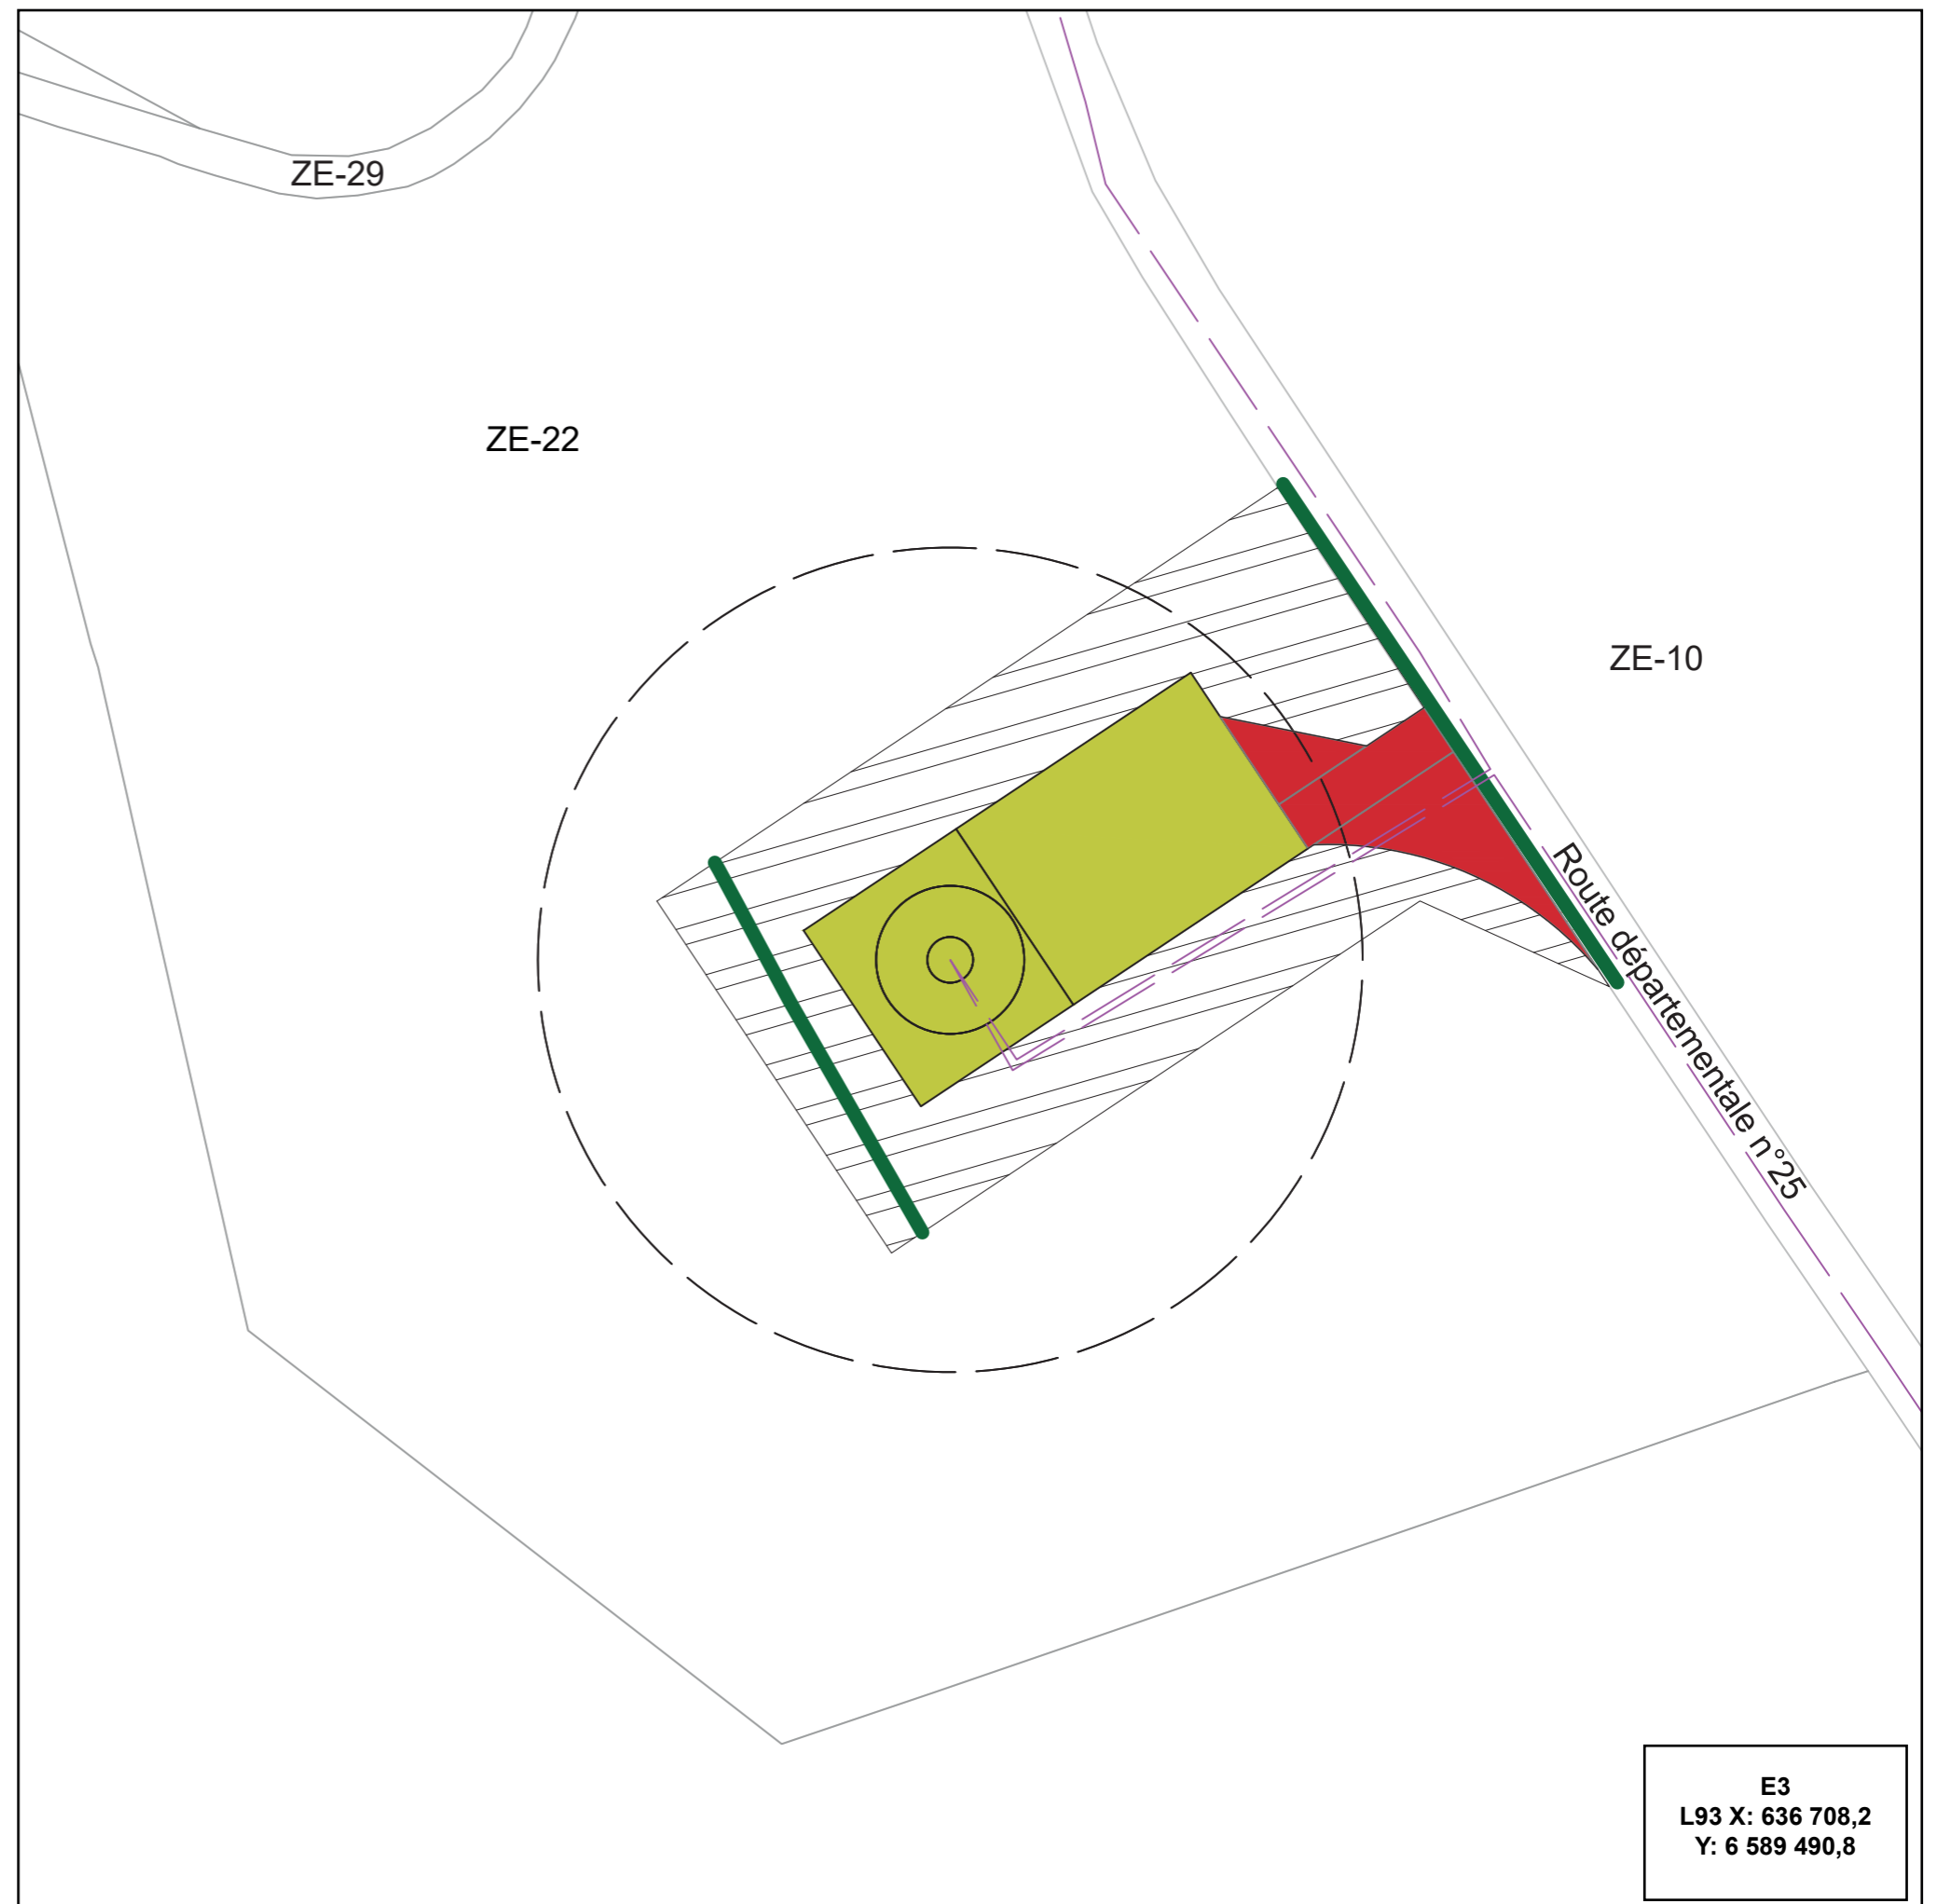 ZE-29
ZE-22
ZE-10
Route départementale n°25
E3
L93 X: 636 708,2
Y: 6 589 490,8